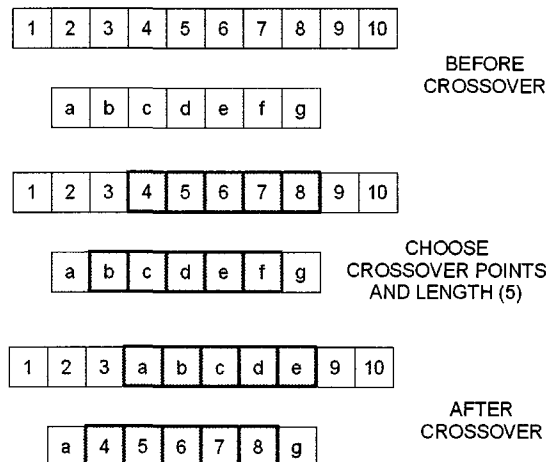 1 2 3 4 5 6 7 8 9 10
BEFORE
CROSSOVER
a b c d e f g
1 2 3 4 5 6 7 8 9 10
a b c d e f g
CHOOSE
CROSSOVER POINTS
AND LENGTH (5)
1 2 3 a b c d e 9 10
a 4 5 6 7 8 g
AFTER
CROSSOVER